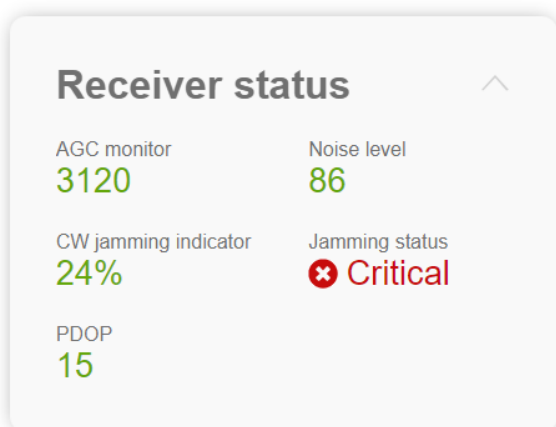 Receiver status
AGC monitor
3120
Noise level
86
CW jamming indicator
24%
Jamming status
Critical
PDOP
15